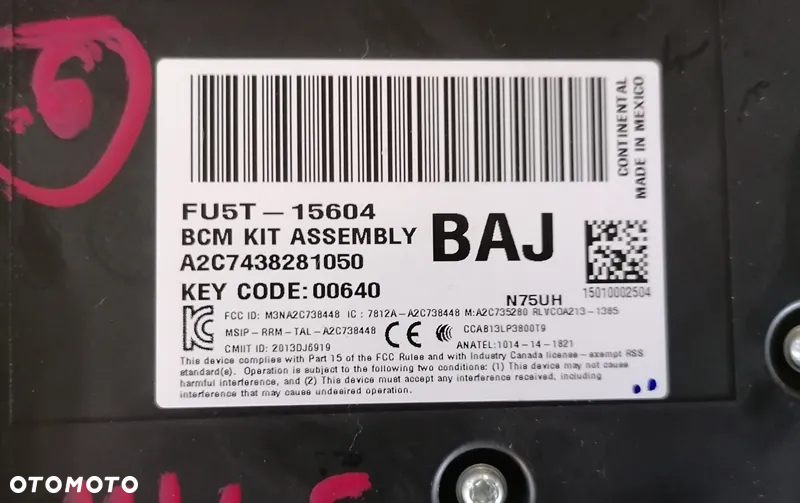 CONTINENTAL
MADE IN MEXICO
FU5T-15604
BCM KIT ASSEMBLY
BAJ
A2C7438281050
KEY CODE: 00640
N75UH
15010002504
FCC ID: M3NA2C738448 IC: 7812A-A2C738448 M:A2C735280
MSIP-RRM-TAL-A2C738448
CE
CCAB13LP3800T9
CMIIT ID: 2013DJ6919
ANATEL:1014-14-1821
This device complies with Part 15 of the FCC Rules and with Industry Canada license - exempt RSS
standard(s). Operation is subject to the following two conditions: (1) This device may not cause
harmful interference, and (2) This device must accept any interference received, including
interference that may cause undesired operation.
OTOMOTO